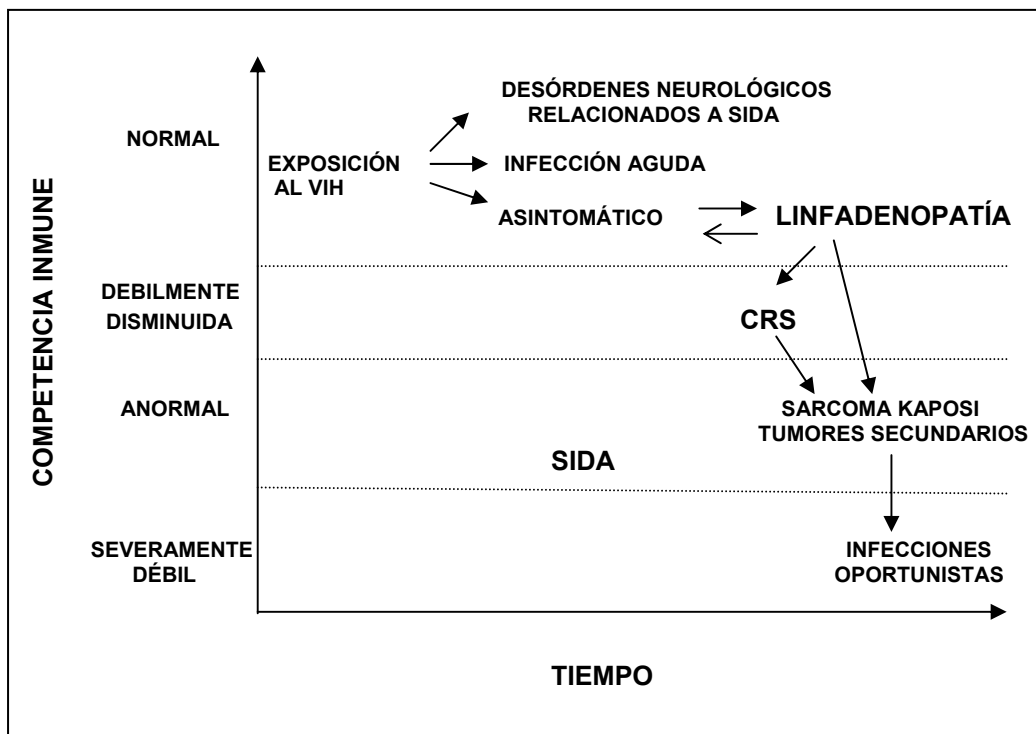 COMPETENCIA INMUNE
NORMAL
DESÓRDENES NEUROLÓGICOS
RELACIONADOS A SIDA
EXPOSICIÓN
AL VIH
INFECCIÓN AGUDA
ASINTOMÁTICO
LINFADENOPATÍA
DEBILMENTE
DISMINUIDA
CRS
ANORMAL
SARCOMA KAPOSI
TUMORES SECUNDARIOS
SIDA
SEVERAMENTE
DÉBIL
INFECCIONES
OPORTUNISTAS
TIEMPO